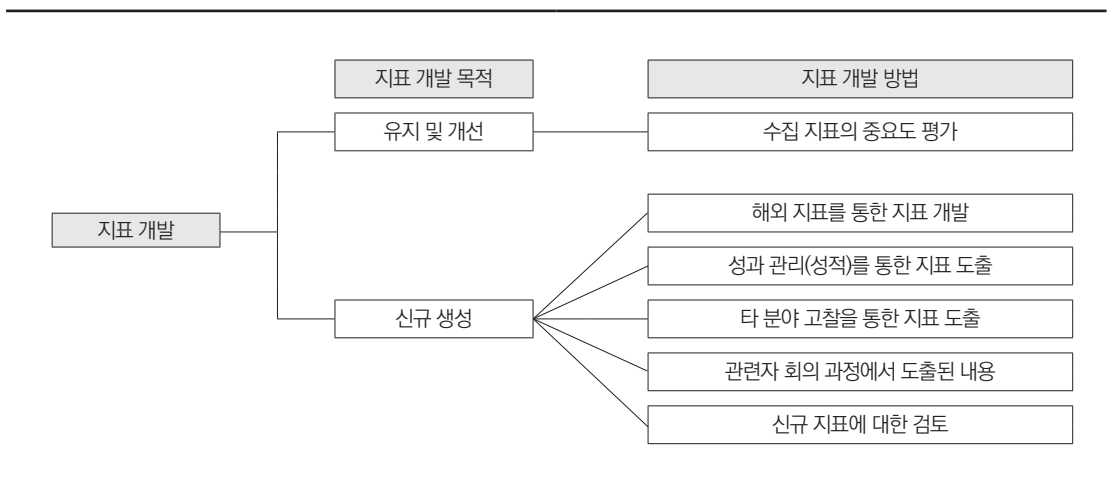 지표 개발 목적
지표 개발 방법
유지 및 개선
수집 지표의 중요도 평가
해외 지표를 통한 지표 개발
지표 개발
성과 관리(성적)를 통한 지표 도출
신규 생성
타 분야 고찰을 통한 지표 도출
관련자 회의 과정에서 도출된 내용
신규 지표에 대한 검토